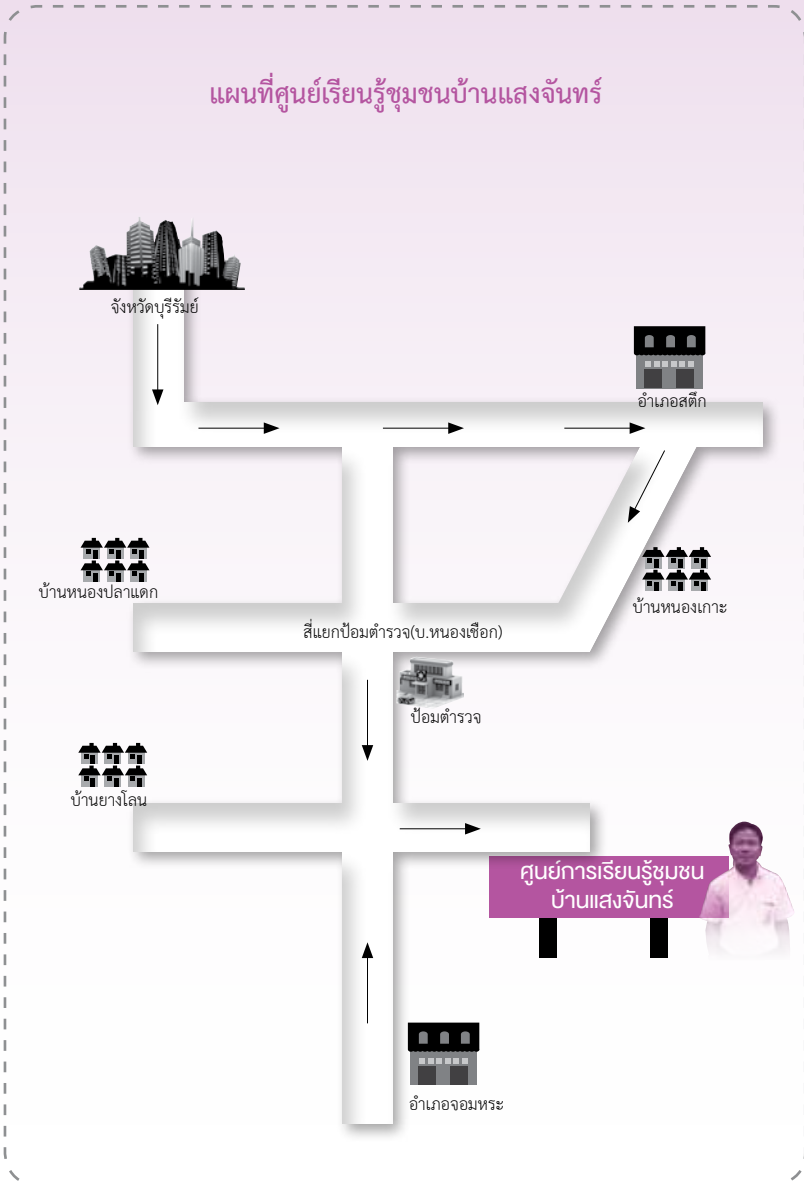 แผนที่ศูนย์เรียนรู้ชุมชนบ้านแสงจันทร์
จังหวัดบุรีรัมย์
อำเภอสตึก
บ้านหนองปลาแดก
บ้านหนองเกาะ
สี่แยกป้อมตำรวจ(บ.หนองเชือก)
ป้อมตำรวจ
บ้านยางโลน
ศูนย์การเรียนรู้ชุมชน
บ้านแสงจันทร์
อำเภอจอมหระ